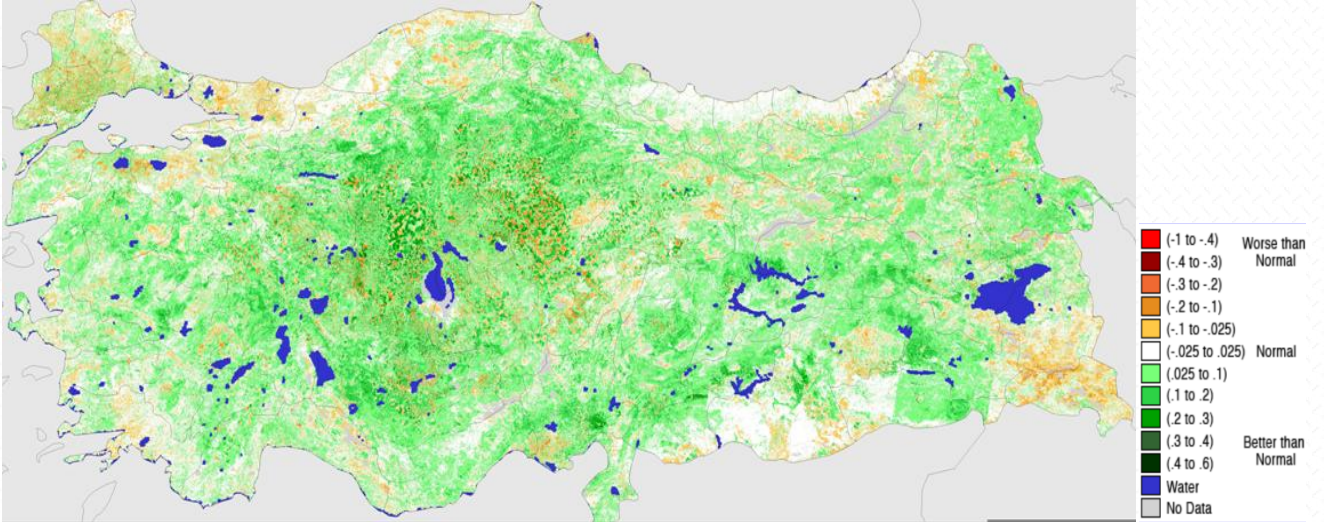 (-1 to -.4) Worse than
(-.4 to -.3) Normal
(-.3 to -.2)
(-.2 to -.1)
(-.1 to -.025)
(-.025 to .025) Normal
(.025 to .1)
(.1 to .2)
(.2 to .3)
(.3 to .4) Better than
(.4 to .6) Normal
Water
No Data